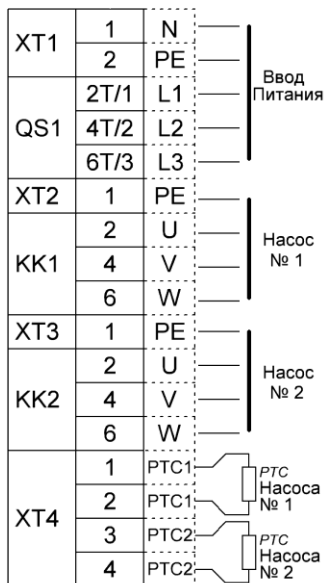 XT1 1 N
2 PE
QS1 2T/1 L1
4T/2 L2
6T/3 L3
Ввод
Питания
XT2 1 PE
KK1 2 U
4 V
6 W
Насос
№ 1
XT3 1 PE
KK2 2 U
4 V
6 W
Насос
№ 2
XT4 1 PTC1
2 PTC1
3 PTC2
4 PTC2
PTC
Насоса
№ 1
PTC
Насоса
№ 2